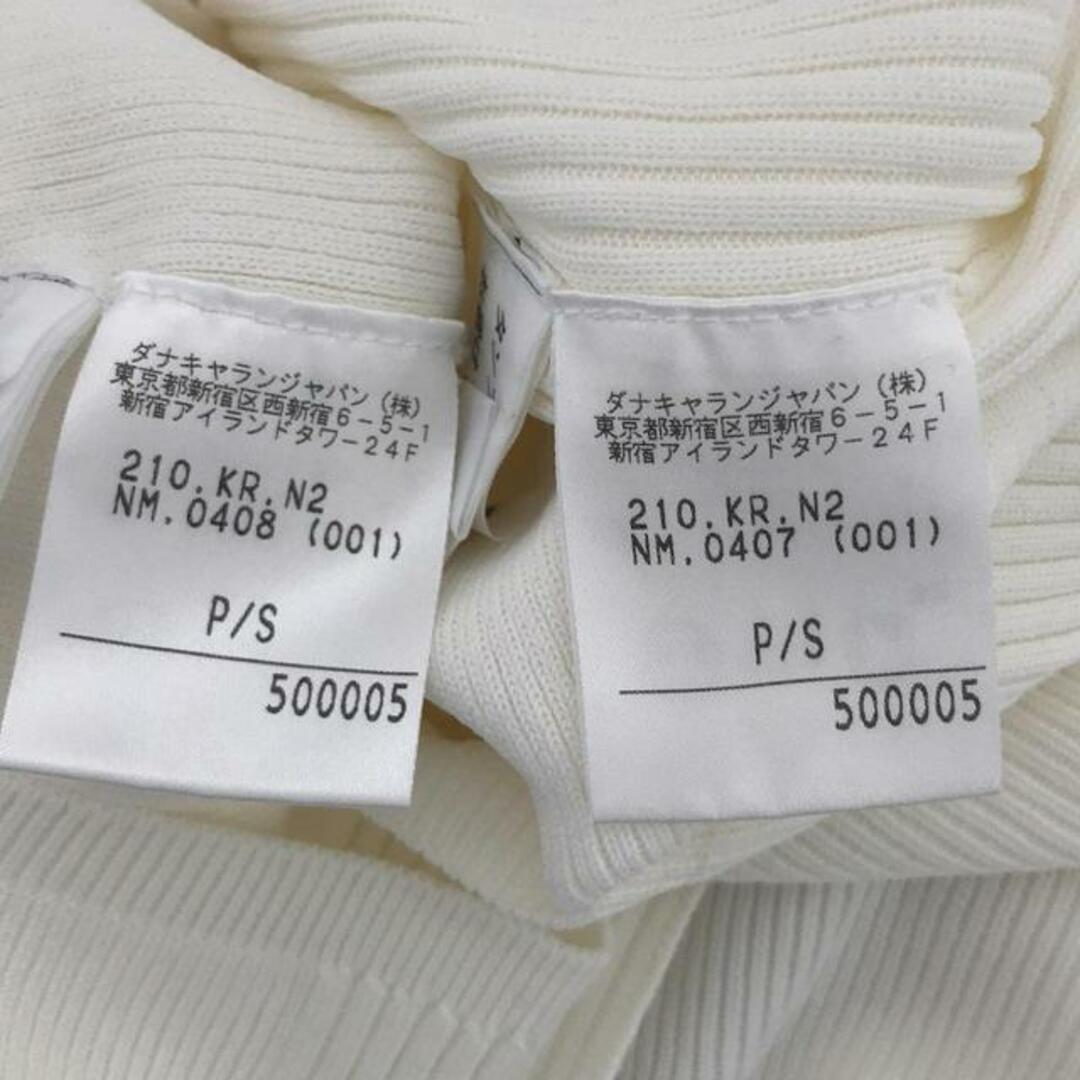 ダナキャランジャパン（株）
東京都新宿区西新宿6-5-1
新宿アイランドタワー24F
210.KR.N2
NM.0408 (001)
P/S
500005
ダナキャランジャパン（株）
東京都新宿区西新宿6-5-1
新宿アイランドタワー24F
210.KR.N2
NM.0407 (001)
P/S
500005